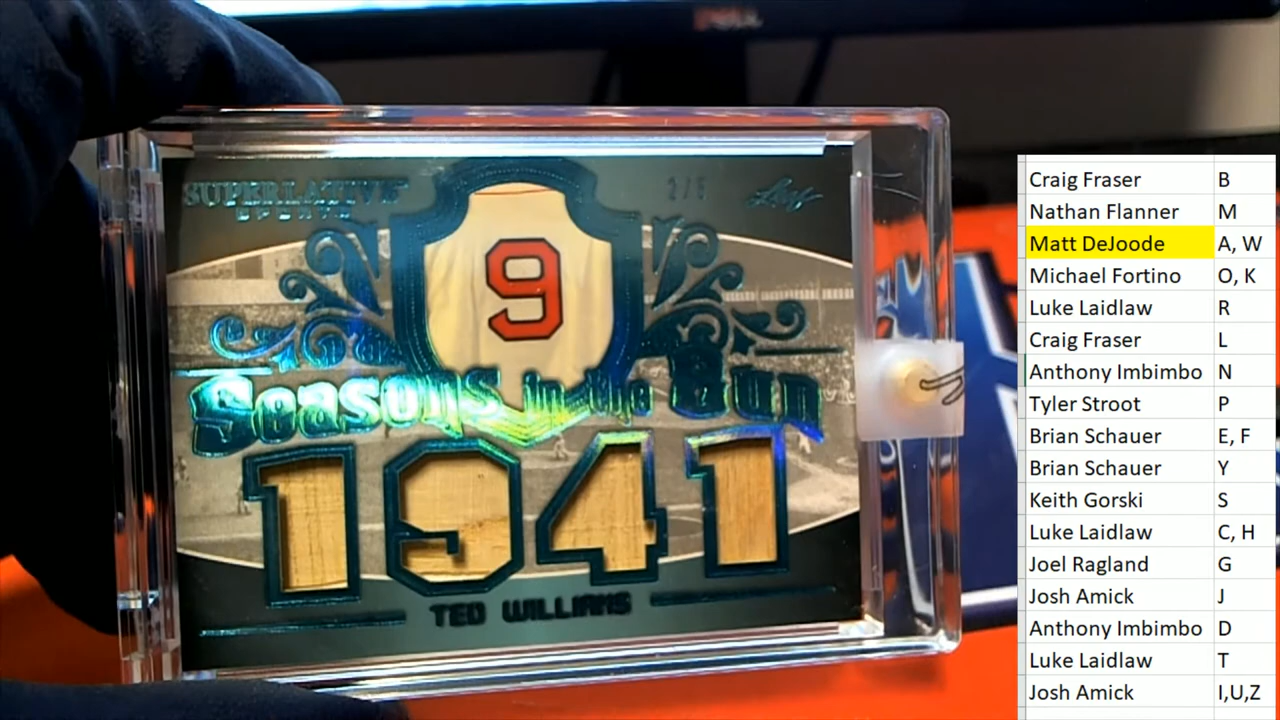 DELL
SUPERLATIVE
SPORTS
2/5
Leaf
9
Seasons in the Sun
1941
TED WILLIAMS
Craig Fraser B
Nathan Flanner M
Matt DeJoode A, W
Michael Fortino O, K
Luke Laidlaw R
Craig Fraser L
Anthony Imbimbo N
Tyler Stroot P
Brian Schauer E, F
Brian Schauer Y
Keith Gorski S
Luke Laidlaw C, H
Joel Ragland G
Josh Amick J
Anthony Imbimbo D
Luke Laidlaw T
Josh Amick I,U,Z